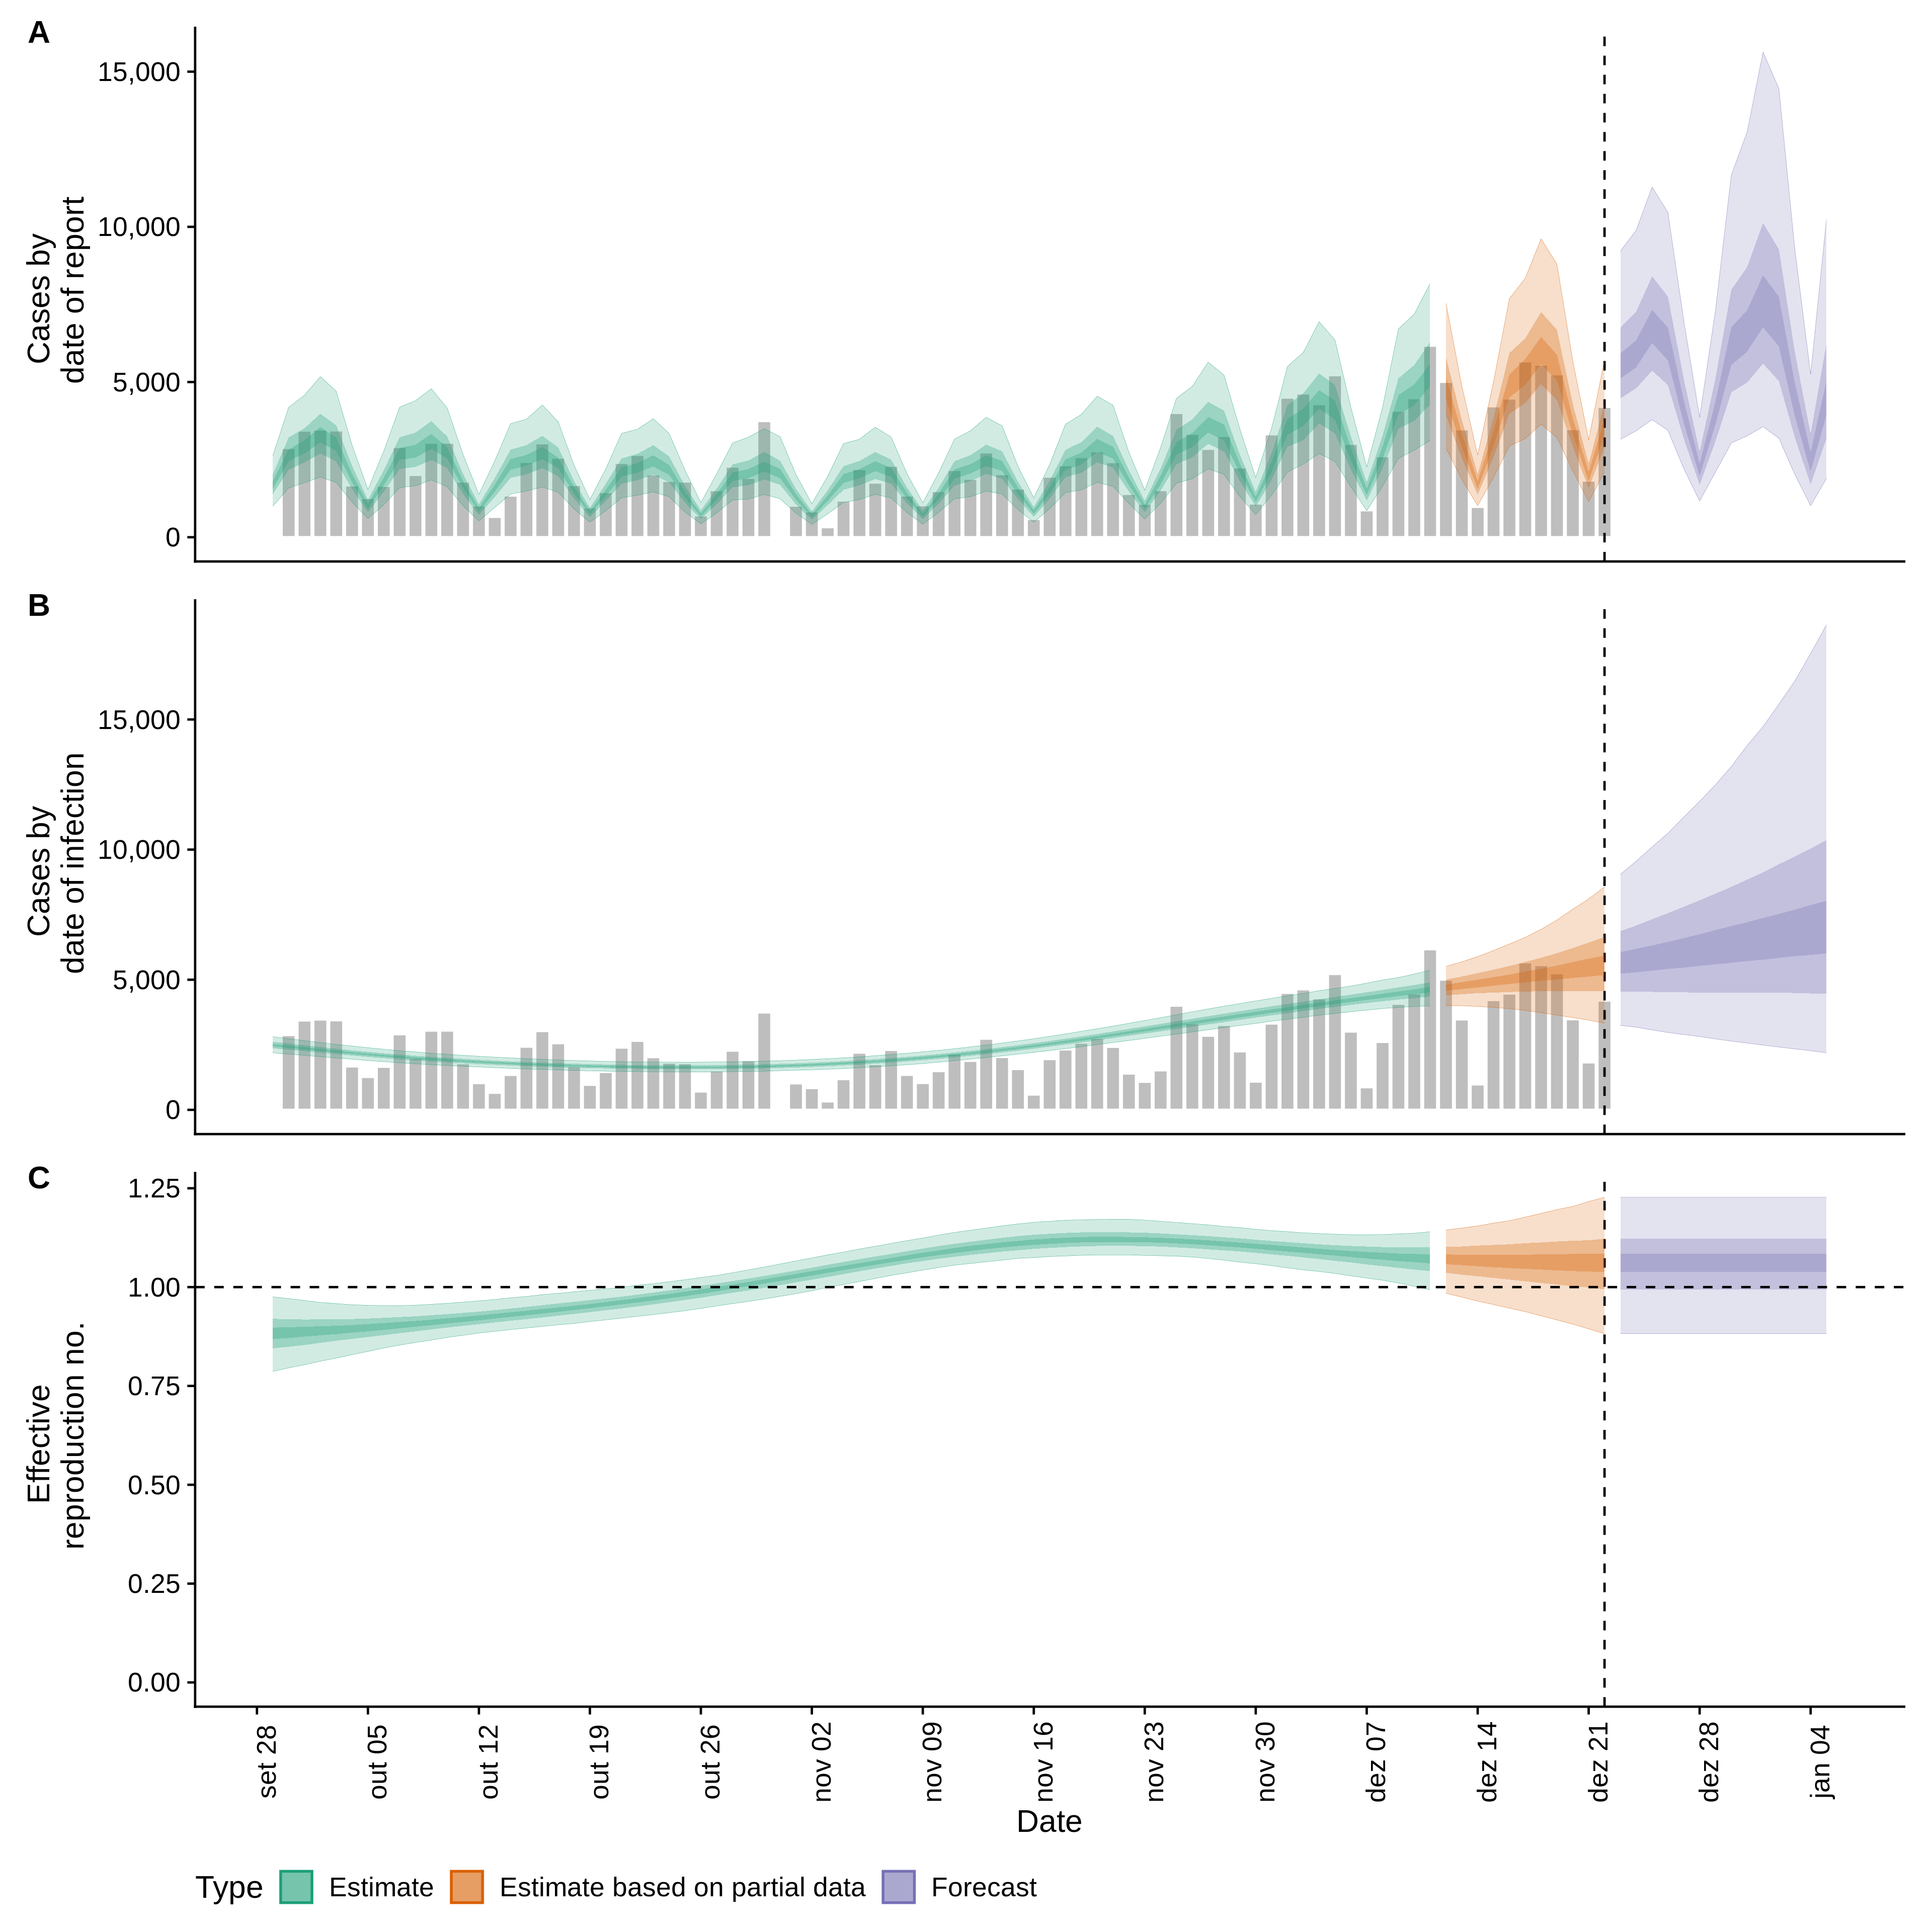 A
Cases by
date of report
15,000
10,000
5,000
0
B
Cases by
date of infection
15,000
10,000
5,000
0
C
Effective
reproduction no.
1.25
1.00
0.75
0.50
0.25
0.00
set 28
out 05
out 12
out 19
out 26
nov 02
nov 09
nov 16
nov 23
nov 30
dez 07
dez 14
dez 21
dez 28
jan 04
Date
Type Estimate Estimate based on partial data Forecast